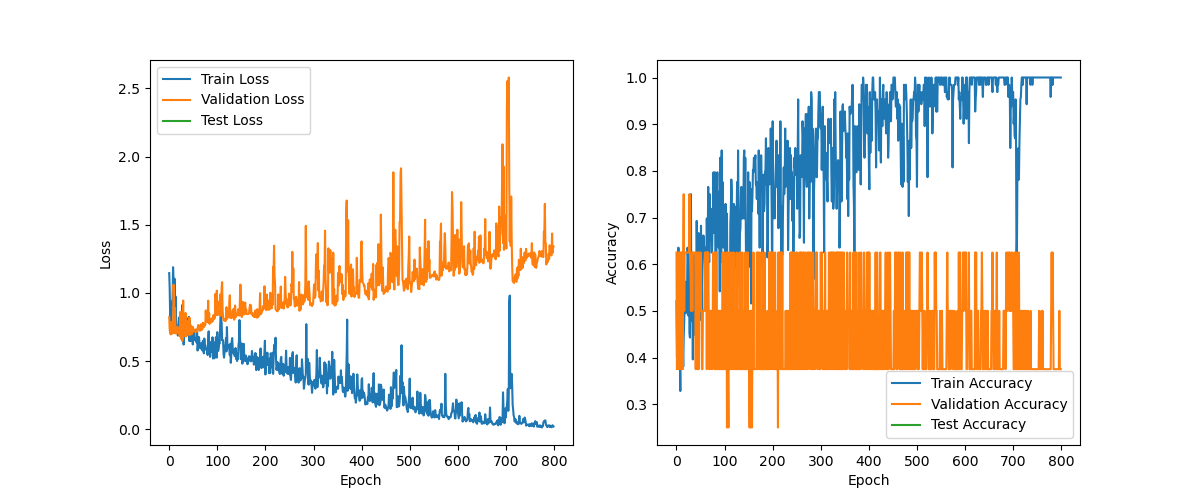 Train Loss
Validation Loss
Test Loss
2.5
2.0
1.5
1.0
0.5
0.0
Loss
0 100 200 300 400 500 600 700 800
Epoch
1.0
0.9
0.8
0.7
0.6
0.5
0.4
0.3
Accuracy
Train Accuracy
Validation Accuracy
Test Accuracy
0 100 200 300 400 500 600 700 800
Epoch